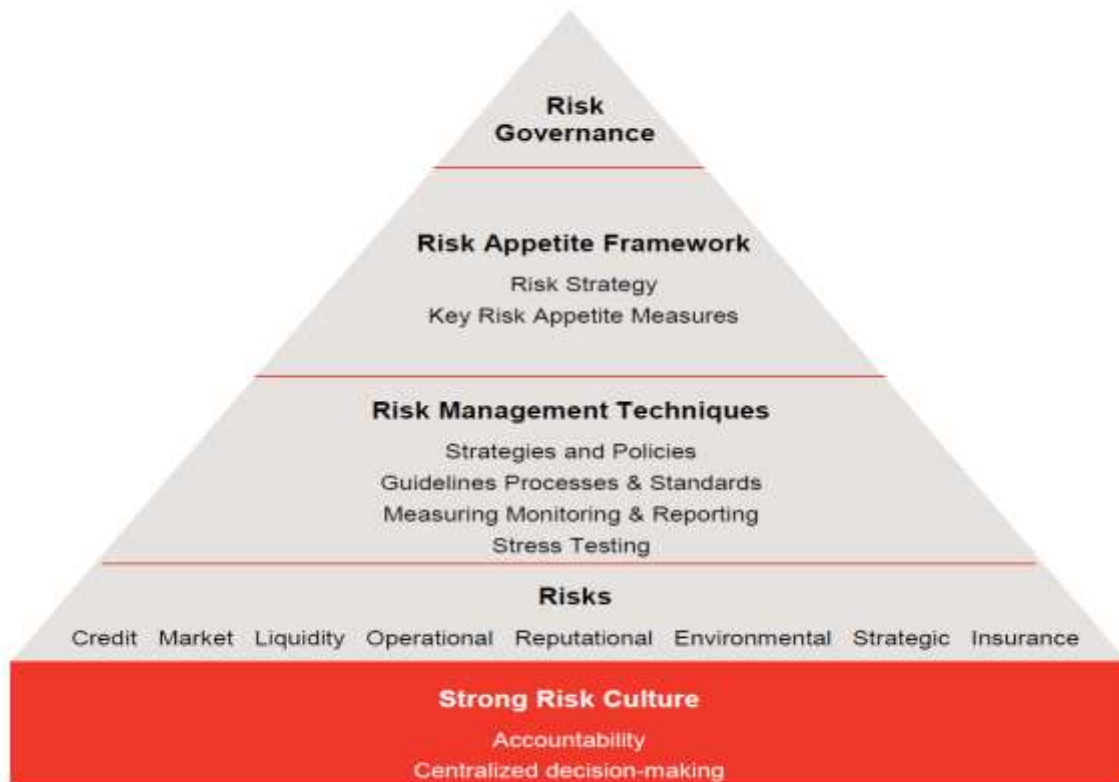 Risk
Governance
Risk Appetite Framework
Risk Strategy
Key Risk Appetite Measures
Risk Management Techniques
Strategies and Policies
Guidelines Processes & Standards
Measuring Monitoring & Reporting
Stress Testing
Risks
Credit Market Liquidity Operational Reputational Environmental Strategic Insurance
Strong Risk Culture
Accountability
Centralized decision-making